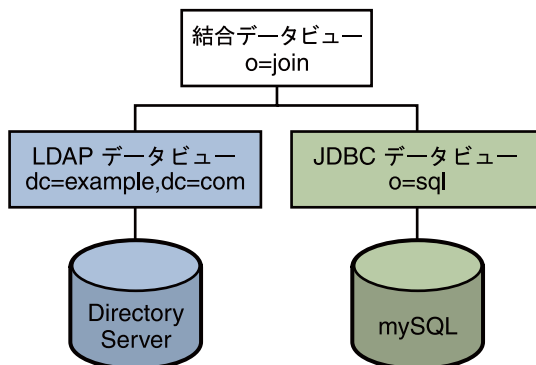 結合データビュー
o=join
LDAP データビュー
dc=example,dc=com
JDBC データビュー
o=sql
Directory
Server
mySQL